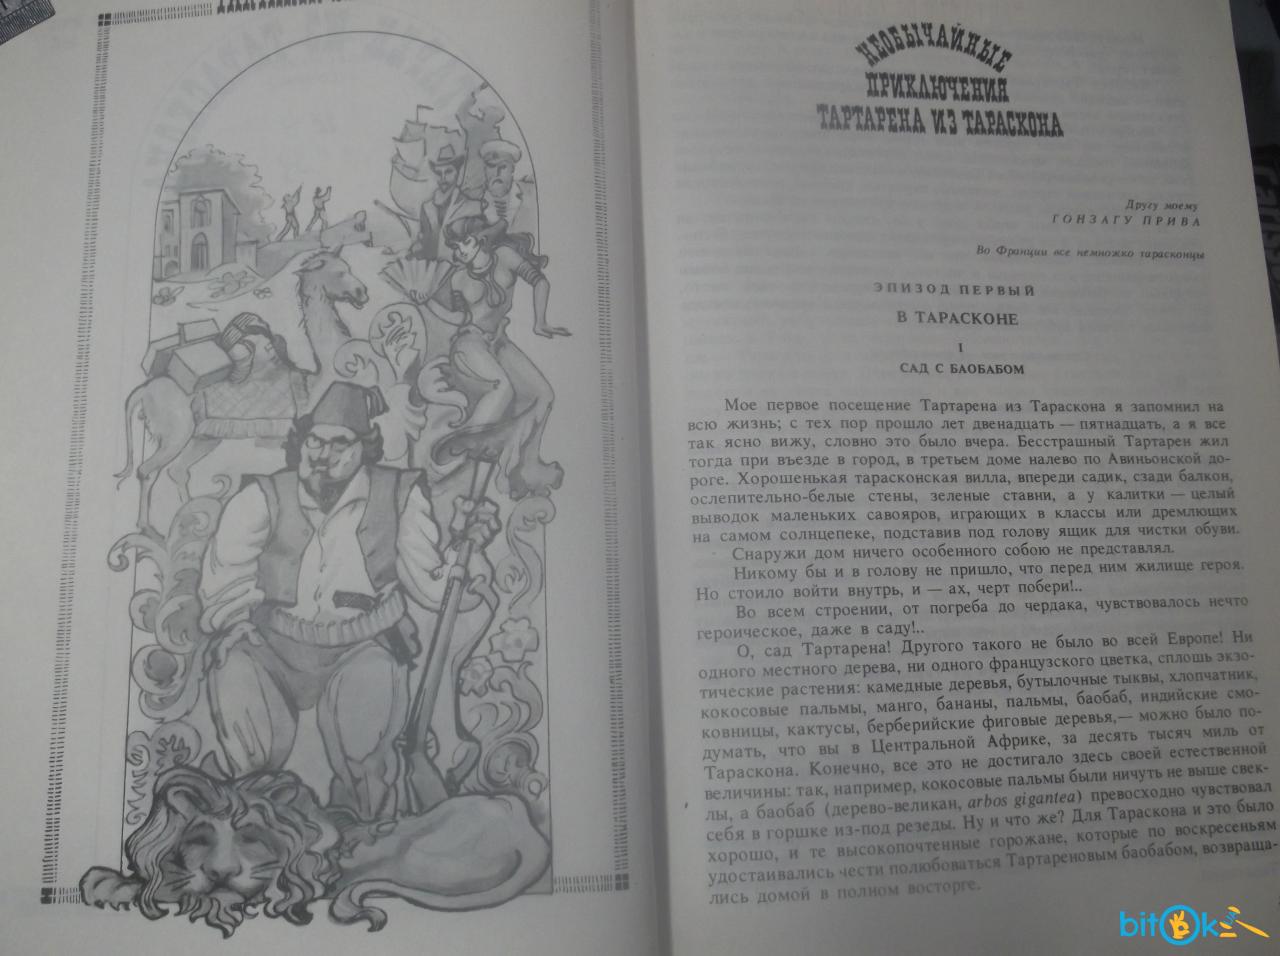 НЕОБЫЧАЙНЫЕ
ПРИКЛЮЧЕНИЯ
ТАРТАРЕНА ИЗ ТАРАСКОНА
Другу моему
ГОНЗАГУ ПРИВА
Во Франции все немножко тарасконцы
ЭПИЗОД ПЕРВЫЙ
В ТАРАСКОНЕ
I
САД С БАОБАБОМ
Мое первое посещение Тартарена из Тараскона я запомнил на
всю жизнь; с тех пор прошло лет двенадцать — пятнадцать, а я все
так ясно вижу, словно это было вчера. Бесстрашный Тартарен жил
тогда при въезде в город, в третьем доме налево по Авиньонской до-
роге. Хорошенькая тарасконская вилла, впереди садик, сзади балкон,
ослепительно-белые стены, зеленые ставни, а у калитки — целый
выводок маленьких савояров, играющих в классы или дремлющих
на самом солнцепеке, подставив под голову ящик для чистки обуви.
Снаружи дом ничего особенного собою не представлял.
Никому бы и в голову не пришло, что перед ним жилище героя.
Но стоило войти внутрь, и — ах, черт побери!..
Во всем строении, от погреба до чердака, чувствовалось нечто
героическое, даже в саду!..
О, сад Тартарена! Другого такого не было во всей Европе! Ни
одного местного дерева, ни одного французского цветка, сплошь экзо-
тические растения: камедные деревья, бутылочные тыквы, хлопчатник,
кокосовые пальмы, манго, бананы, пальмы, баобаб, индийские смо-
ковницы, кактусы, берберийские фиговые деревья,— можно было по-
думать, что вы в Центральной Африке, за десять тысяч миль от
Тараскона. Конечно, все это не достигало здесь своей естественной
величины: так, например, кокосовые пальмы были ничуть не выше свек-
лы, а баобаб (дерево-великан, arbos gigantea) превосходно чувствовал
себя в горшке из-под резеды. Ну и что же? Для Тараскона и это было
хорошо, и те высокопочтенные горожане, которые по воскресеньям
удостаивались чести полюбоваться Тартареновым баобабом, возвраща-
лись домой в полном восторге.
bitok